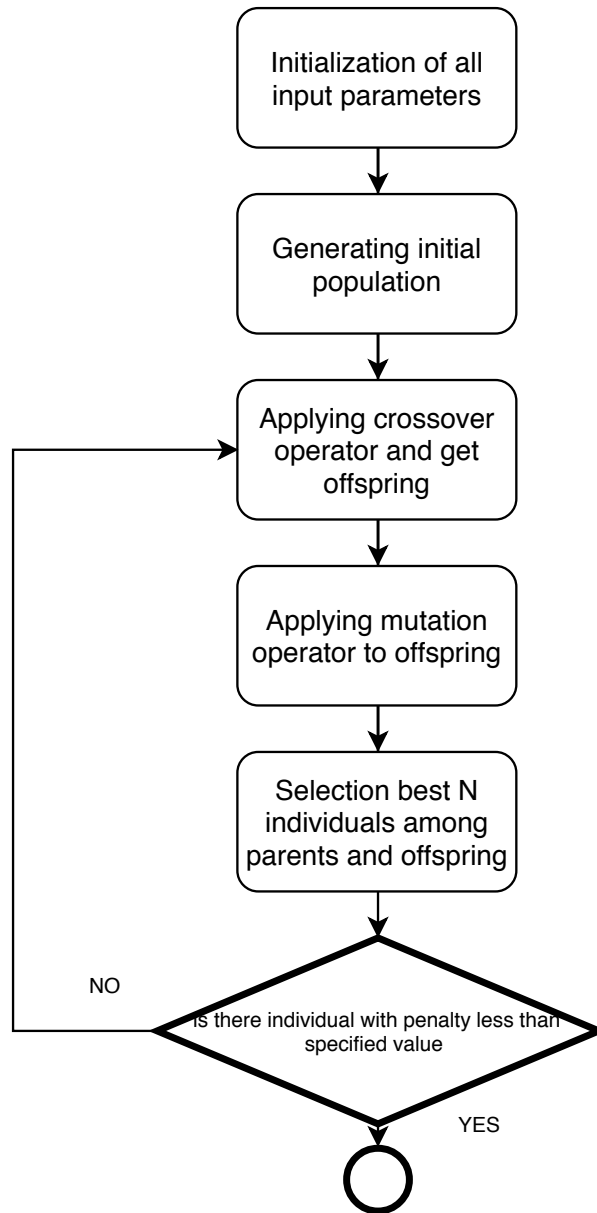 Initialization of all
input parameters
Generating initial
population
Applying crossover
operator and get
offspring
Applying mutation
operator to offspring
Selection best N
individuals among
parents and offspring
NO
is there individual with penalty less than
specified value
YES